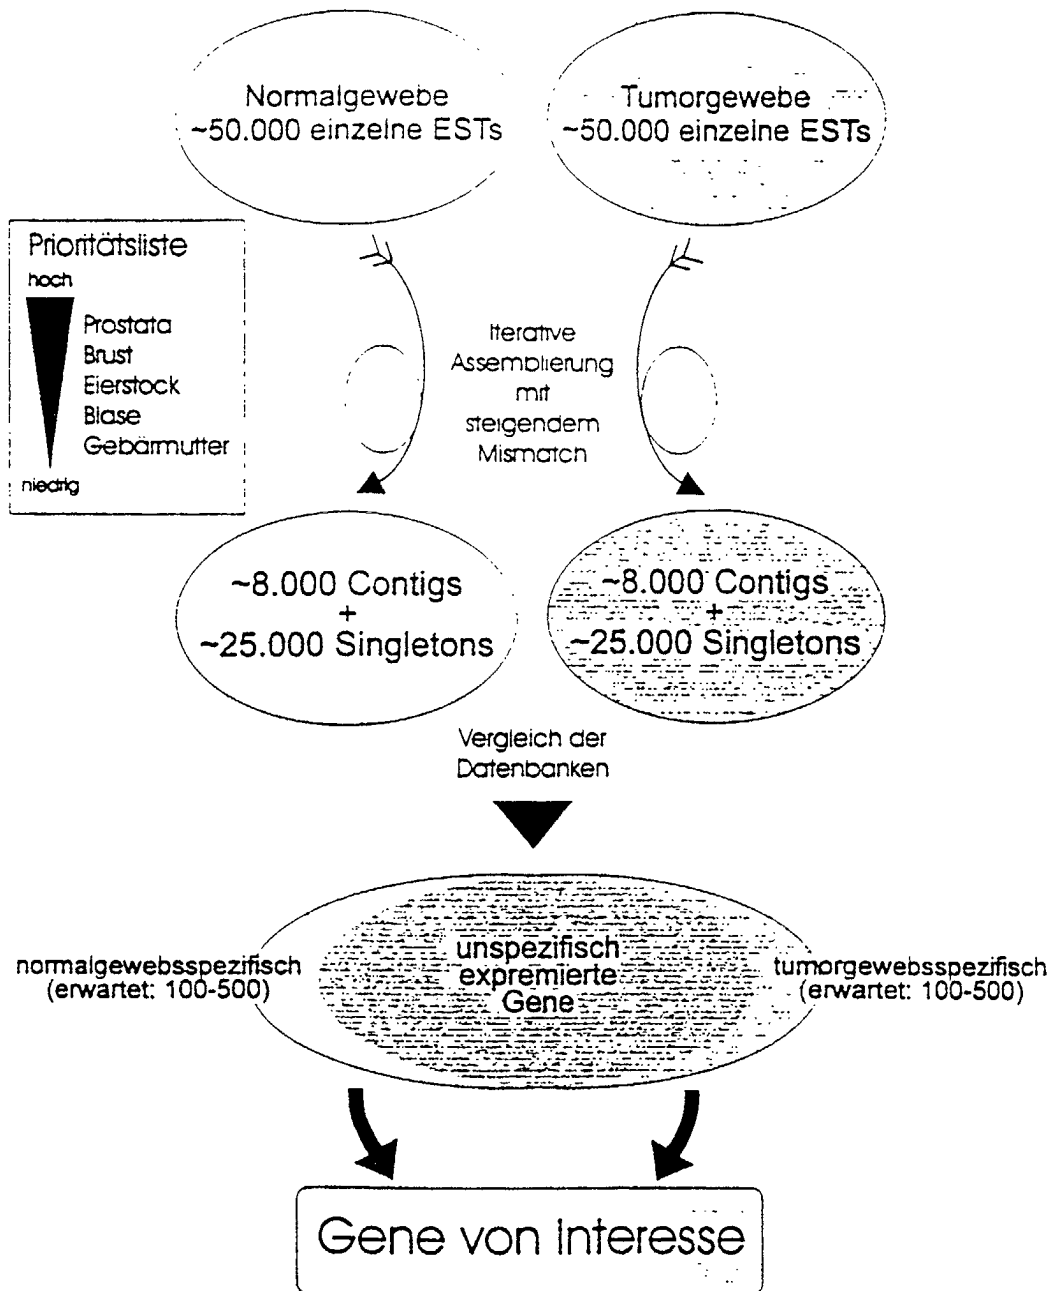 Normalgewebe
~50.000 einzelne ESTs
Tumorgewebe
~50.000 einzelne ESTs
Prioritätsliste
hoch
Prostata
Brust
Eierstock
Blase
Gebärmutter
niedrig
Iterative
Assemblierung
mit
steigendem
Mismatch
~8.000 Contigs
+
~25.000 Singletons
~8.000 Contigs
+
~25.000 Singletons
Vergleich der
Datenbanken
normalgewebsspezifisch
(erwartet: 100-500)
unspezifisch
expremierte
Gene
tumorgewebsspezifisch
(erwartet: 100-500)
Gene von Interesse